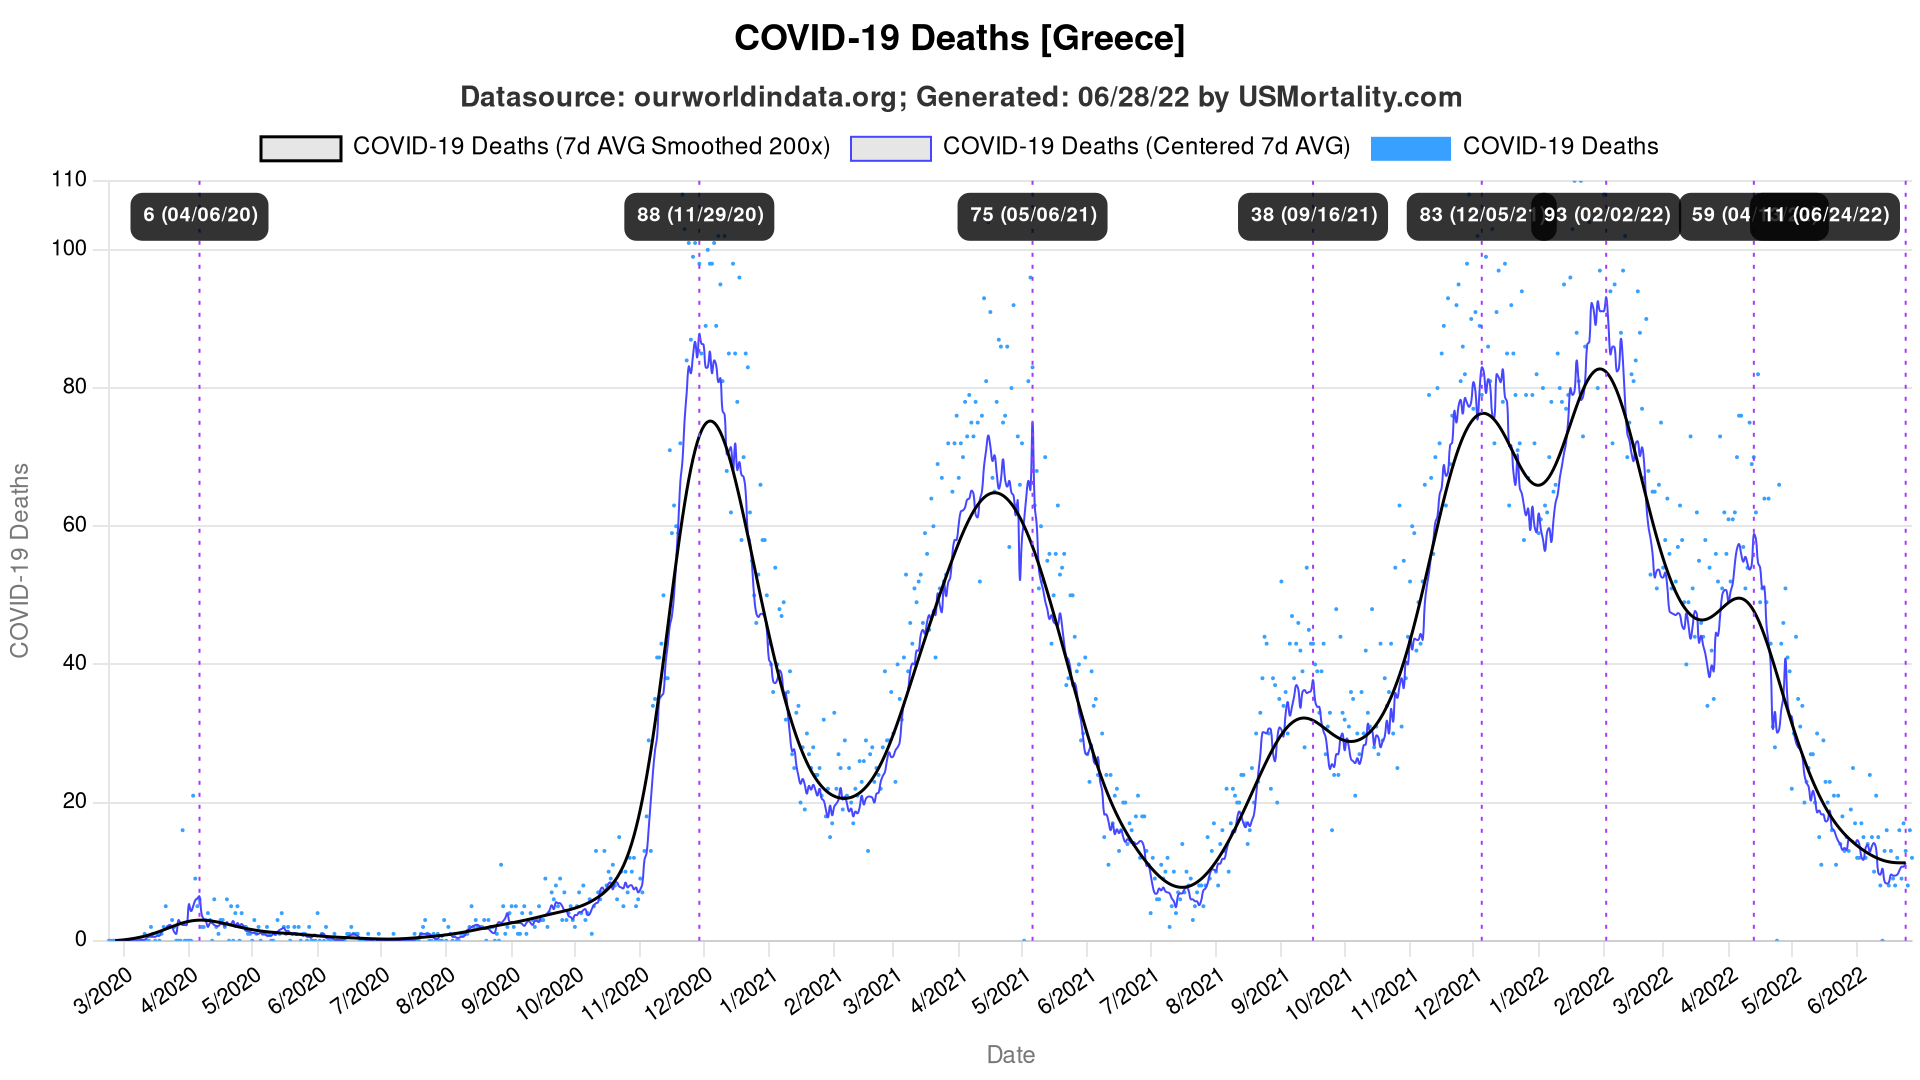 COVID-19 Deaths [Greece]
Datasource: ourworldindata.org; Generated: 06/28/22 by USMortality.com
COVID-19 Deaths (7d AVG Smoothed 200x) COVID-19 Deaths (Centered 7d AVG) COVID-19 Deaths
6 (04/06/20) 88 (11/29/20) 75 (05/06/21) 38 (09/16/21) 83 (12/05/21) 93 (02/02/22) 59 (04/ 11 (06/24/22)
110
100
80
60
40
20
0
COVID-19 Deaths
3/2020 4/2020 5/2020 6/2020 7/2020 8/2020 9/2020 10/2020 11/2020 12/2020 1/2021 2/2021 3/2021 4/2021 5/2021 6/2021 7/2021 8/2021 9/2021 10/2021 11/2021 12/2021 1/2022 2/2022 3/2022 4/2022 5/2022 6/2022
Date